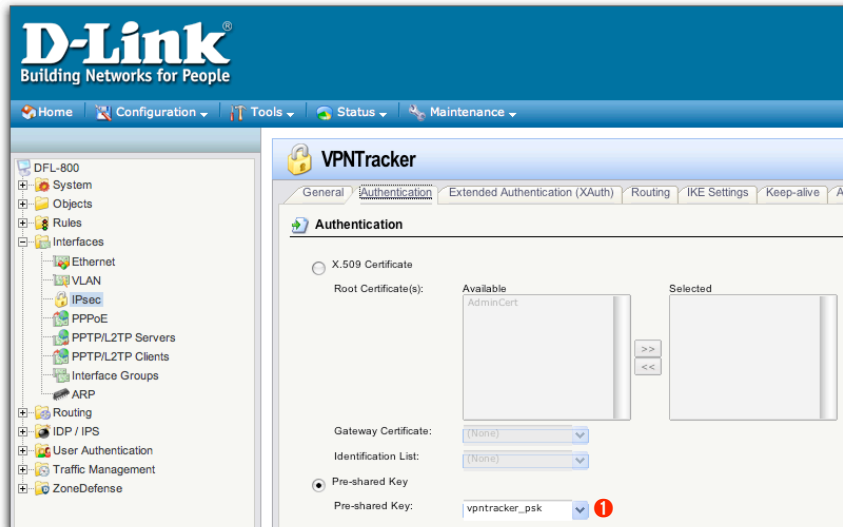 D-Link®
Building Networks for People
Home Configuration Tools Status Maintenance
DFL-800
System
Objects
Rules
Interfaces
Ethernet
VLAN
IPsec
PPPoE
PPTP/L2TP Servers
PPTP/L2TP Clients
Interface Groups
ARP
Routing
IDP / IPS
User Authentication
Traffic Management
ZoneDefense
VPNTracker
General Authentication Extended Authentication (XAuth) Routing IKE Settings Keep-alive A
Authentication
X.509 Certificate
Root Certificate(s): Available Selected
AdminCert
>>
<<
Gateway Certificate: (None)
Identification List: (None)
Pre-shared Key
Pre-shared Key: vpntracker_psk 1